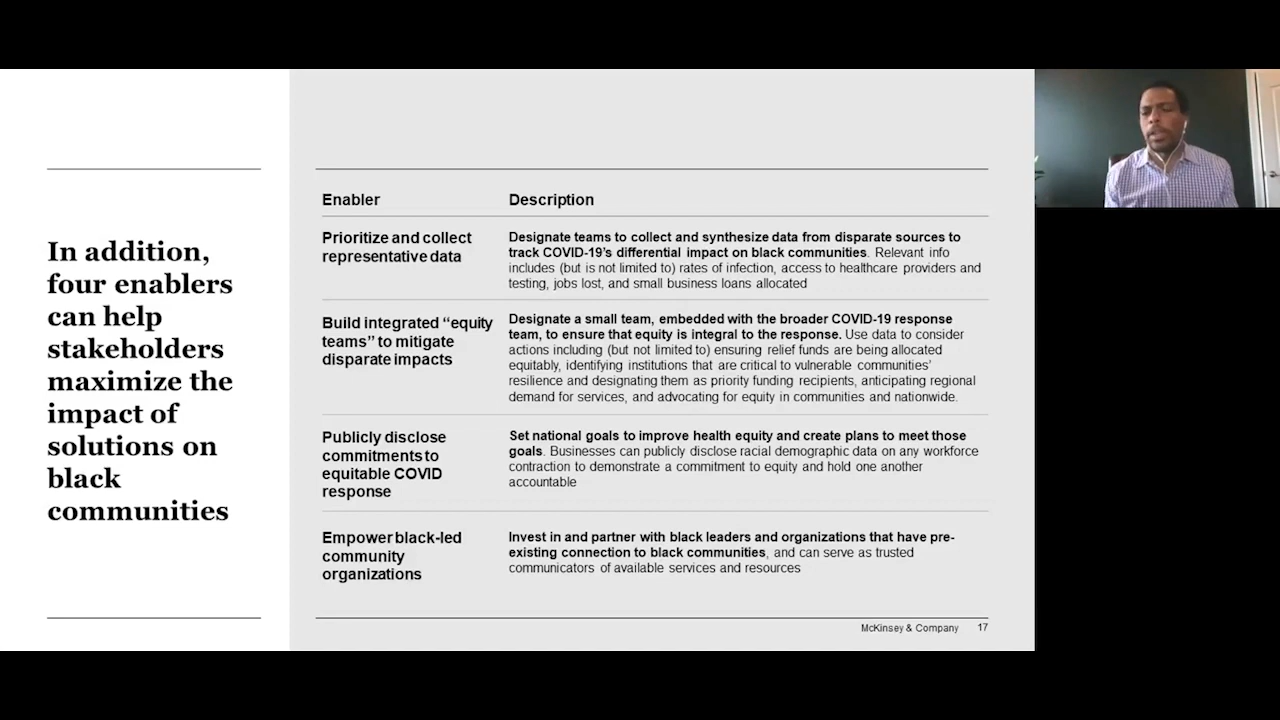 In addition,
four enablers
can help
stakeholders
maximize the
impact of
solutions on
black
communities
Enabler
Description
Prioritize and collect
representative data
Designate teams to collect and synthesize data from disparate sources to
track COVID-19’s differential impact on black communities. Relevant info
includes (but is not limited to) rates of infection, access to healthcare providers and
testing, jobs lost, and small business loans allocated
Build integrated “equity
teams” to mitigate
disparate impacts
Designate a small team, embedded with the broader COVID-19 response
team, to ensure that equity is integral to the response. Use data to consider
actions including (but not limited to) ensuring relief funds are being allocated
equitably, identifying institutions that are critical to vulnerable communities’
resilience and designating them as priority funding recipients, anticipating regional
demand for services, and advocating for equity in communities and nationwide.
Publicly disclose
commitments to
equitable COVID
response
Set national goals to improve health equity and create plans to meet those
goals. Businesses can publicly disclose racial demographic data on any workforce
contraction to demonstrate a commitment to equity and hold one another
accountable
Empower black-led
community
organizations
Invest in and partner with black leaders and organizations that have pre-
existing connection to black communities, and can serve as trusted
communicators of available services and resources
McKinsey & Company 17